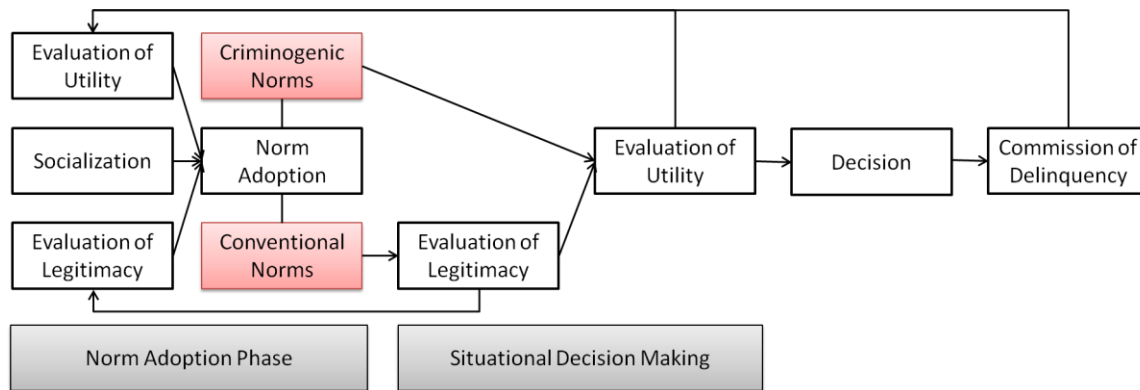 Evaluation of
Utility
Criminogenic
Norms
Socialization
Norm
Adoption
Evaluation of
Utility
Decision
Commission of
Delinquency
Evaluation of
Legitimacy
Conventional
Norms
Evaluation of
Legitimacy
Norm Adoption Phase
Situational Decision Making